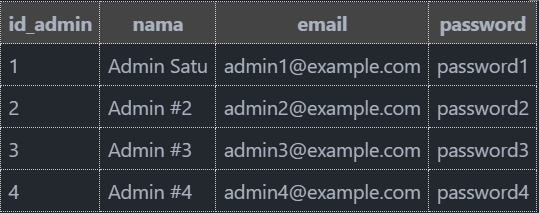 id_admin nama email password
1 Admin Satu admin1@example.com password1
2 Admin #2 admin2@example.com password2
3 Admin #3 admin3@example.com password3
4 Admin #4 admin4@example.com password4